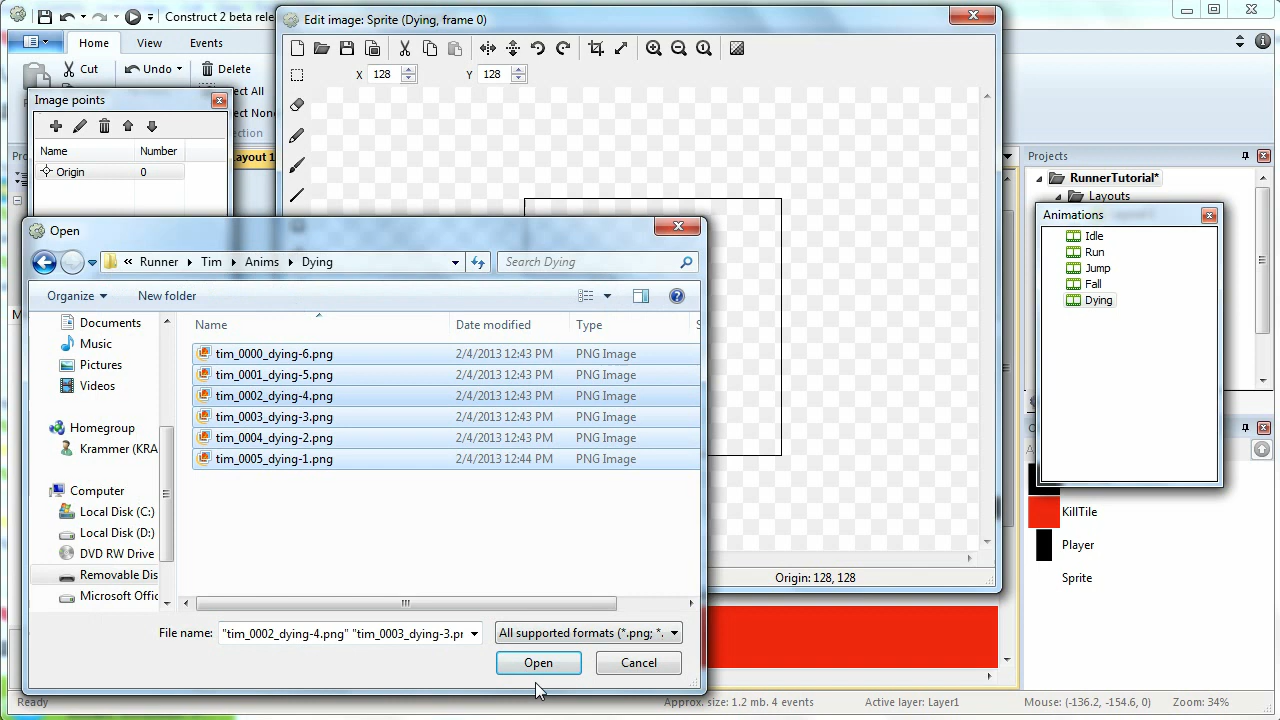 Construct 2 beta rele
Edit image: Sprite (Dying, frame 0)
Home
View
Events
Cut
Undo
Delete
ect All
ect None
ection
X 128
Y 128
Image points
Name
Number
Origin
0
ayout 1
Projects
RunnerTutorial*
Layouts
Animations
Idle
Run
Jump
Fall
Dying
Open
« Runner Tim Anims Dying
Search Dying
Organize
New folder
Documents
Music
Pictures
Videos
Homegroup
Krammer (KRA
Computer
Local Disk (C:)
Local Disk (D:)
DVD RW Drive
Removable Dis
Microsoft Offic
Name
Date modified
Type
S
tim_0000_dying-6.png 2/4/2013 12:43 PM PNG Image
tim_0001_dying-5.png 2/4/2013 12:43 PM PNG Image
tim_0002_dying-4.png 2/4/2013 12:43 PM PNG Image
tim_0003_dying-3.png 2/4/2013 12:43 PM PNG Image
tim_0004_dying-2.png 2/4/2013 12:43 PM PNG Image
tim_0005_dying-1.png 2/4/2013 12:44 PM PNG Image
File name:
"tim_0002_dying-4.png" "tim_0003_dying-3.pr
All supported formats (*.png; *.
Open
Cancel
Origin: 128, 128
KillTile
Player
Sprite
Ready
Approx. size: 1.2 mb. 4 events
Active layer: Layer1
Mouse: (-136.2, -154.6, 0)
Zoom: 34%